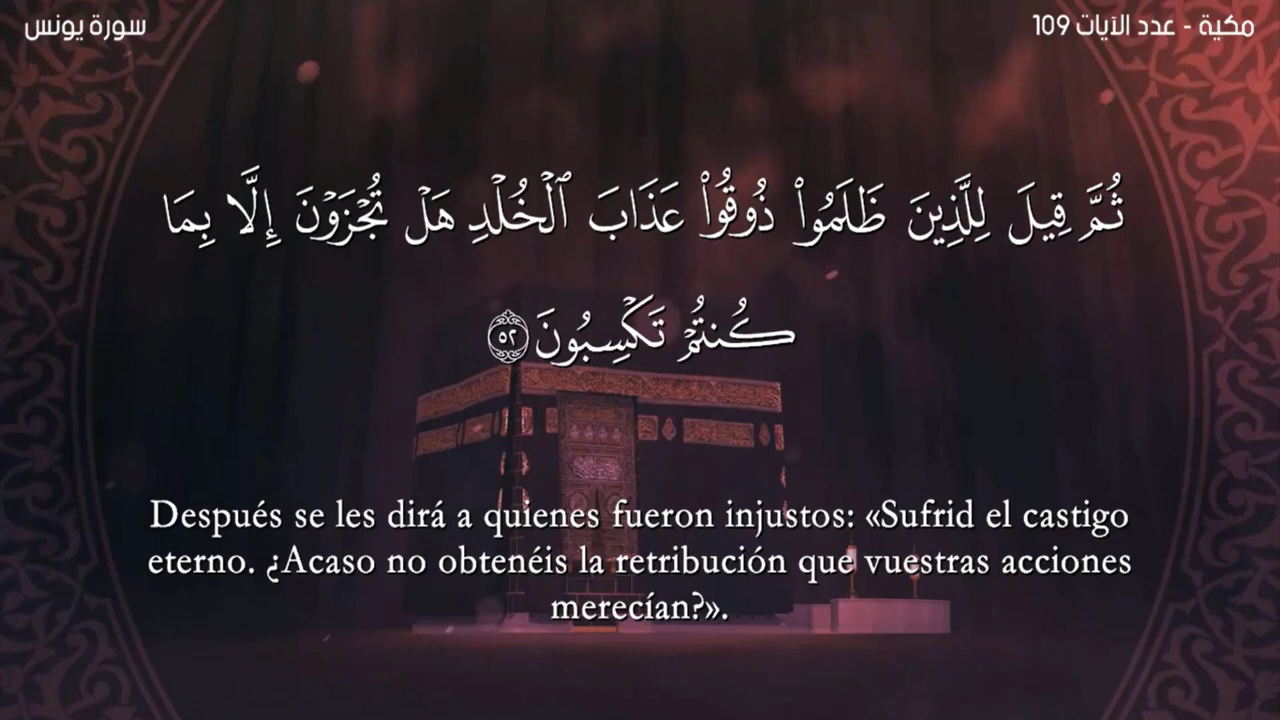 مكية - عدد الآيات 109
سورة يونس
ثُمَّ قِيلَ لِلَّذِينَ ظَلَمُواْ ذُوقُواْ عَذَابَ ٱلۡخُلۡدِ هَلۡ تُجۡزَوۡنَ إِلَّا بِمَا
كُنتُمۡ تَكۡسِبُونَ ٥٢
Después se les dirá a quienes fueron injustos: «Sufrid el castigo
eterno. ¿Acaso no obtenéis la retribución que vuestras acciones
merecían?».